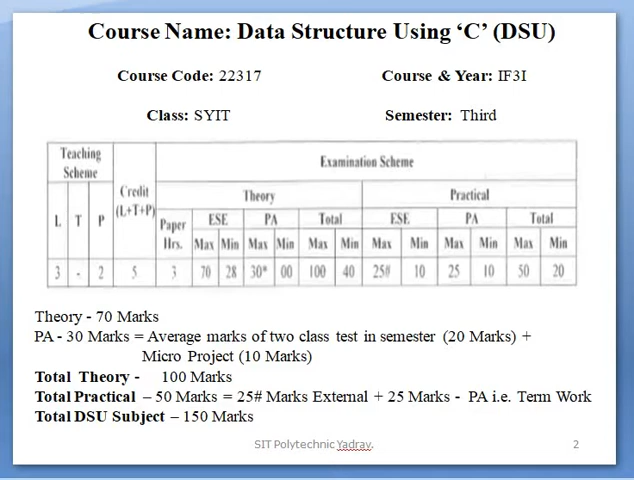 Course Name: Data Structure Using ‘C’ (DSU)
Course Code: 22317 Course & Year: IF3I
Class: SYIT Semester: Third
Teaching Scheme Credit (L+T+P) Examination Scheme
Theory Practical
L T P Paper Hrs. ESE PA Total ESE PA Total
Max Min Max Min Max Min Max Min Max Min Max Min
3 - 2 5 3 70 28 30* 00 100 40 25# 10 25 10 50 20
Theory - 70 Marks
PA - 30 Marks = Average marks of two class test in semester (20 Marks) +
Micro Project (10 Marks)
Total Theory - 100 Marks
Total Practical – 50 Marks = 25# Marks External + 25 Marks - PA i.e. Term Work
Total DSU Subject – 150 Marks
SIT Polytechnic Yadrav. 2